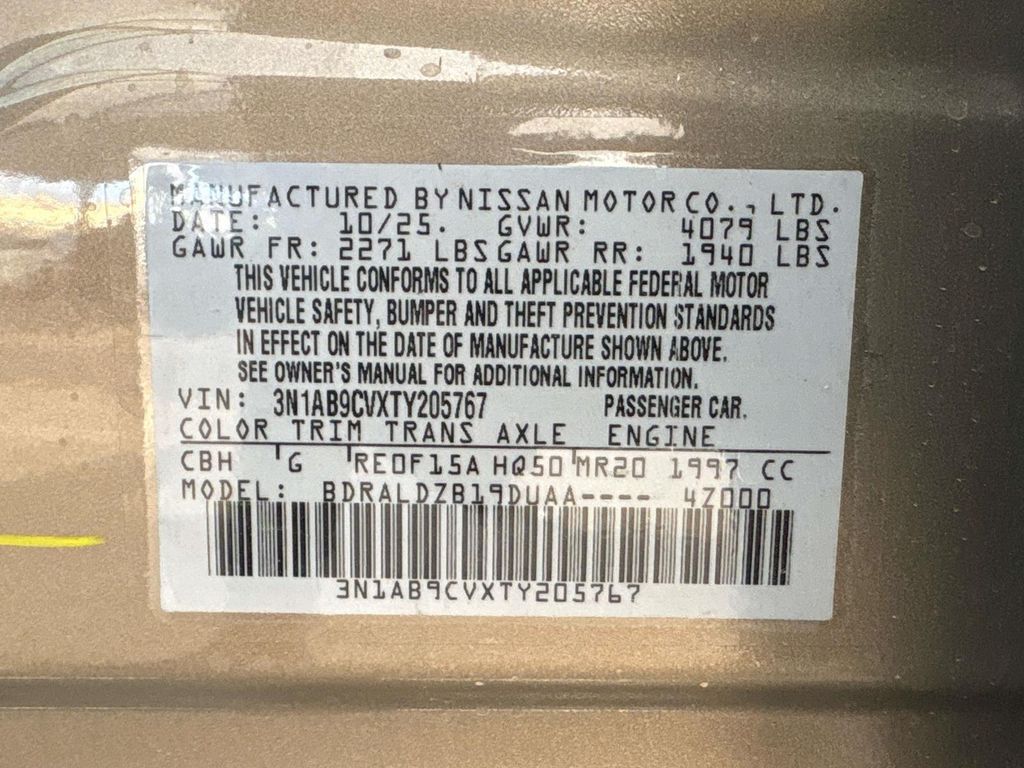 MANUFACTURED BY NISSAN MOTOR CO., LTD.
DATE: 10/25. GVWR: 4079 LBS
GAWR FR: 2271 LBS GAWR RR: 1940 LBS
THIS VEHICLE CONFORMS TO ALL APPLICABLE FEDERAL MOTOR
VEHICLE SAFETY, BUMPER AND THEFT PREVENTION STANDARDS
IN EFFECT ON THE DATE OF MANUFACTURE SHOWN ABOVE.
SEE OWNER'S MANUAL FOR ADDITIONAL INFORMATION.
VIN: 3N1AB9CVXTY205767 PASSENGER CAR.
COLOR TRIM TRANS AXLE ENGINE
CBH G RE0F15A HQ50 MR20 1997 CC
MODEL: BDRALDZB19DUAA---- 4Z000
3N1AB9CVXTY205767